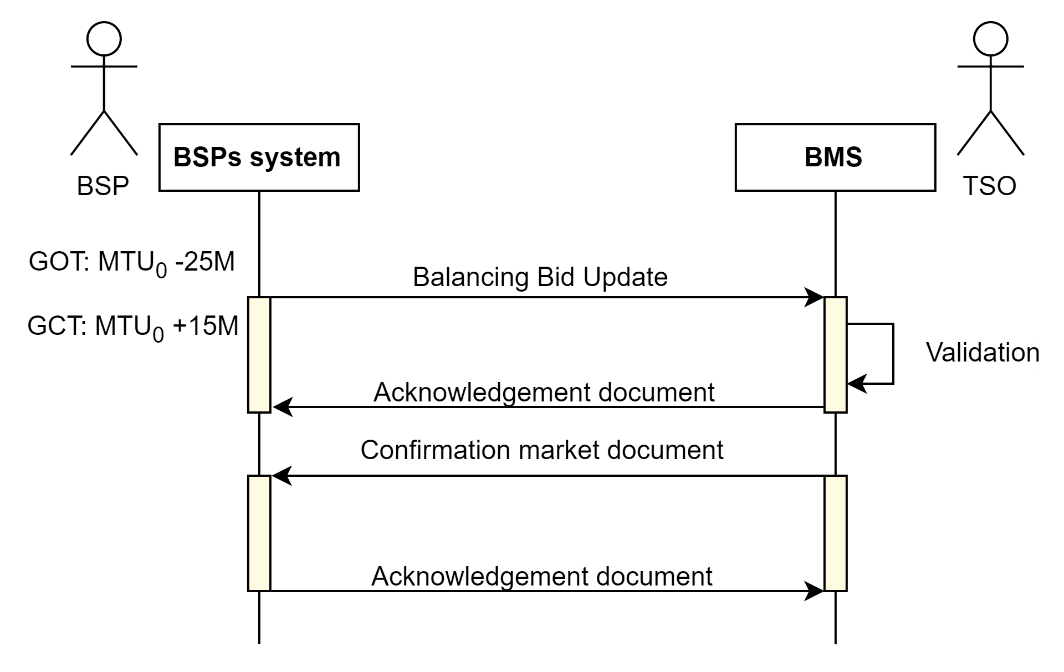 BSPs system
BMS
BSP
TSO
GOT: MTU₀ -25M
Balancing Bid Update
GCT: MTU₀ +15M
Validation
Acknowledgement document
Confirmation market document
Acknowledgement document